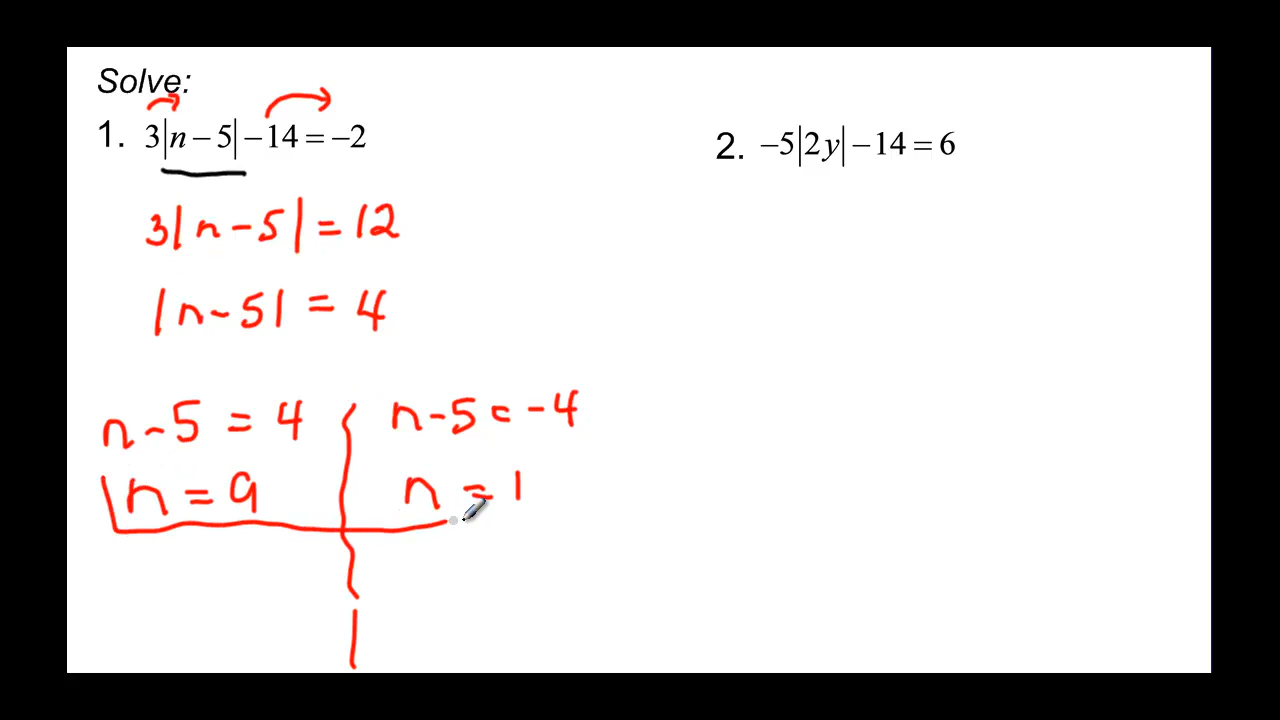 Solve:
1. 3|n − 5| − 14 = −2
2. −5|2y| − 14 = 6
3|n - 5| = 12
|n - 5| = 4
n - 5 = 4
n - 5 = -4
n = 9
n = 1